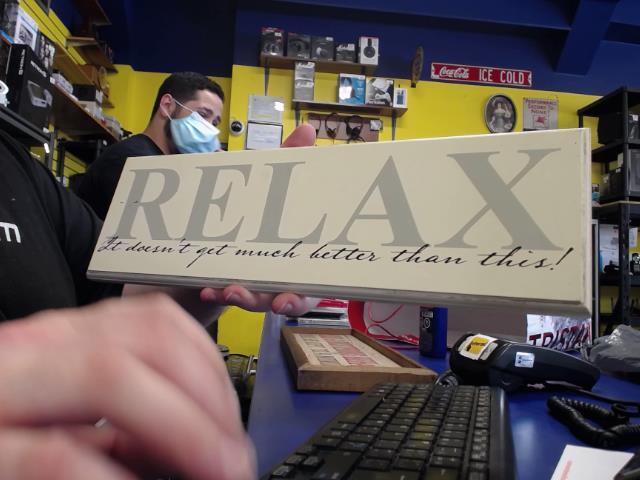 Coca-Cola ICE COLD
RELAX
It doesn't get much better than this!